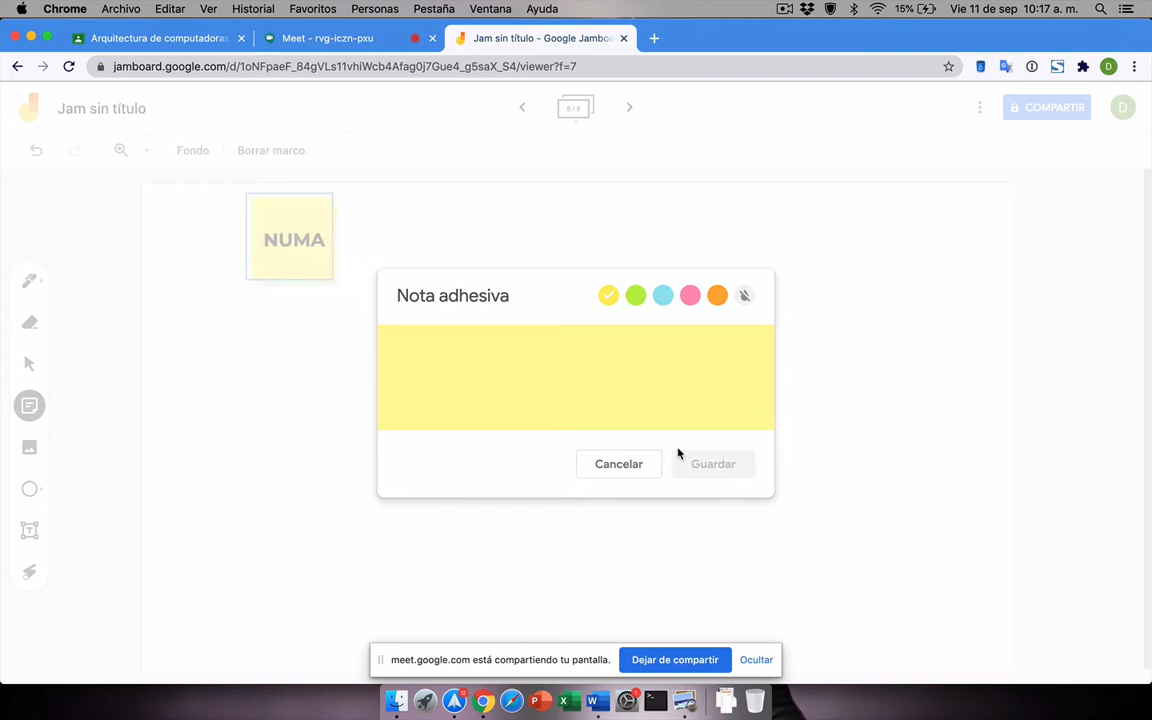 Chrome Archivo Editar Ver Historial Favoritos Personas Pestaña Ventana Ayuda 15% Vie 11 de sep 10:17 a. m.
Arquitectura de computadoras Meet - rvg-iczn-pxu Jam sin título - Google Jamboa
jamboard.google.com/d/1oNFpaeF_84gVLs11vhiWcb4Afag0j7Gue4_g5saX_S4/viewer?f=7 D
Jam sin título 8/8 COMPARTIR D
Fondo Borrar marco
NUMA
Nota adhesiva
Cancelar Guardar
meet.google.com está compartiendo tu pantalla. Dejar de compartir Ocultar